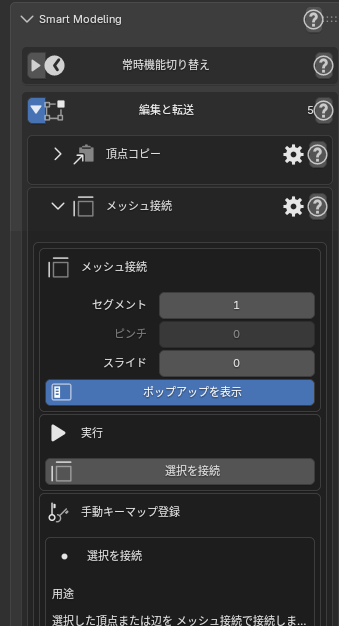 Smart Modeling
常時機能切り替え
編集と転送 5
頂点コピー
メッシュ接続
メッシュ接続
セグメント 1
ピンチ 0
スライド 0
ポップアップを表示
実行
選択を接続
手動キーマップ登録
選択を接続
用途
選択した頂点または辺を メッシュ接続で接続しま...